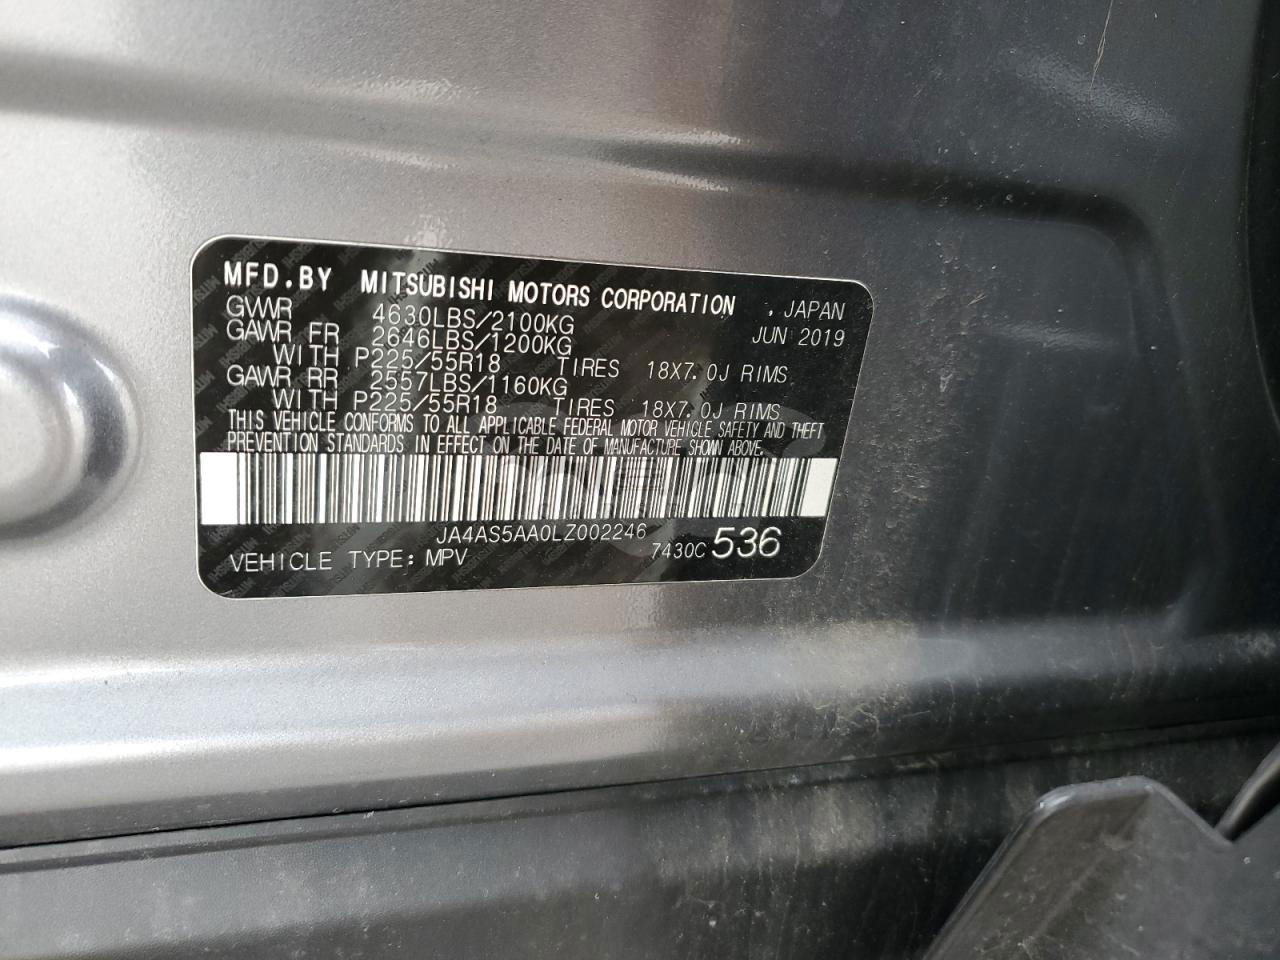 MFD.BY MITSUBISHI MOTORS CORPORATION . JAPAN
GVWR 4630LBS/2100KG JUN 2019
GAWR FR 2646LBS/1200KG
WITH P225/55R18 TIRES 18X7.0J RIMS
GAWR RR 2557LBS/1160KG
WITH P225/55R18 TIRES 18X7.0J RIMS
THIS VEHICLE CONFORMS TO ALL APPLICABLE FEDERAL MOTOR VEHICLE SAFETY AND THEFT
PREVENTION STANDARDS IN EFFECT ON THE DATE OF MANUFACTURE SHOWN ABOVE.
JA4AS5AA0LZ002246
VEHICLE TYPE: MPV 7430C 536